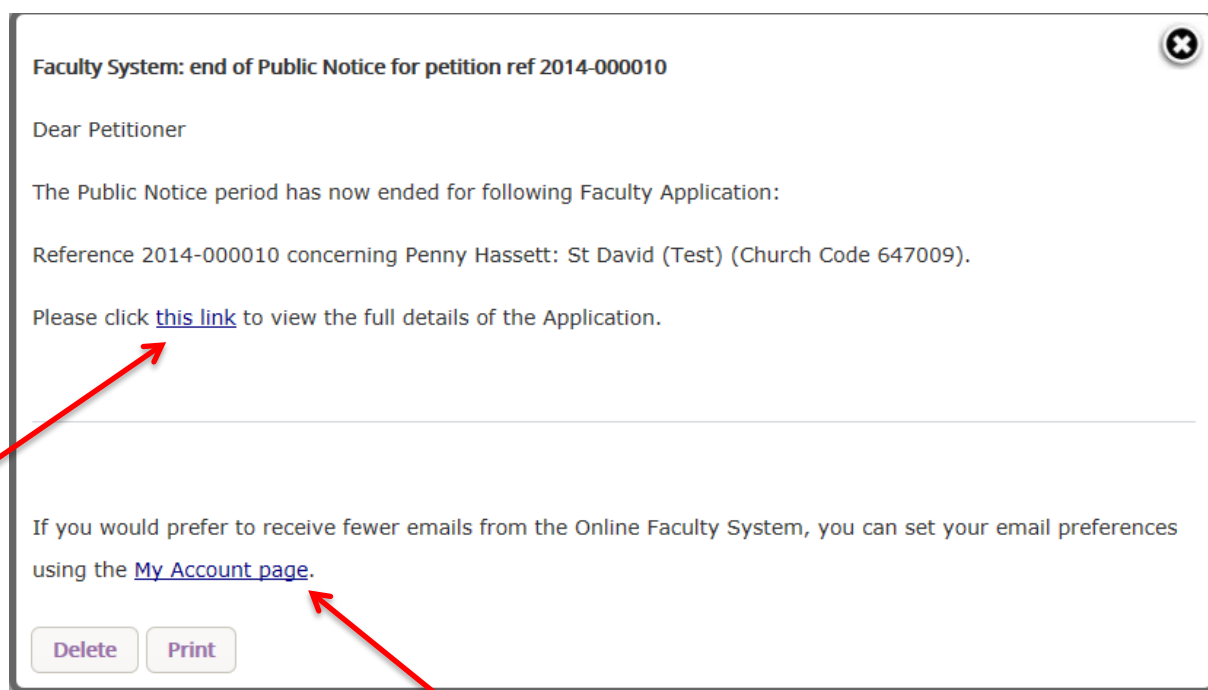 Faculty System: end of Public Notice for petition ref 2014-000010
Dear Petitioner
The Public Notice period has now ended for following Faculty Application:
Reference 2014-000010 concerning Penny Hassett: St David (Test) (Church Code 647009).
Please click this link to view the full details of the Application.
If you would prefer to receive fewer emails from the Online Faculty System, you can set your email preferences
using the My Account page.
Delete Print